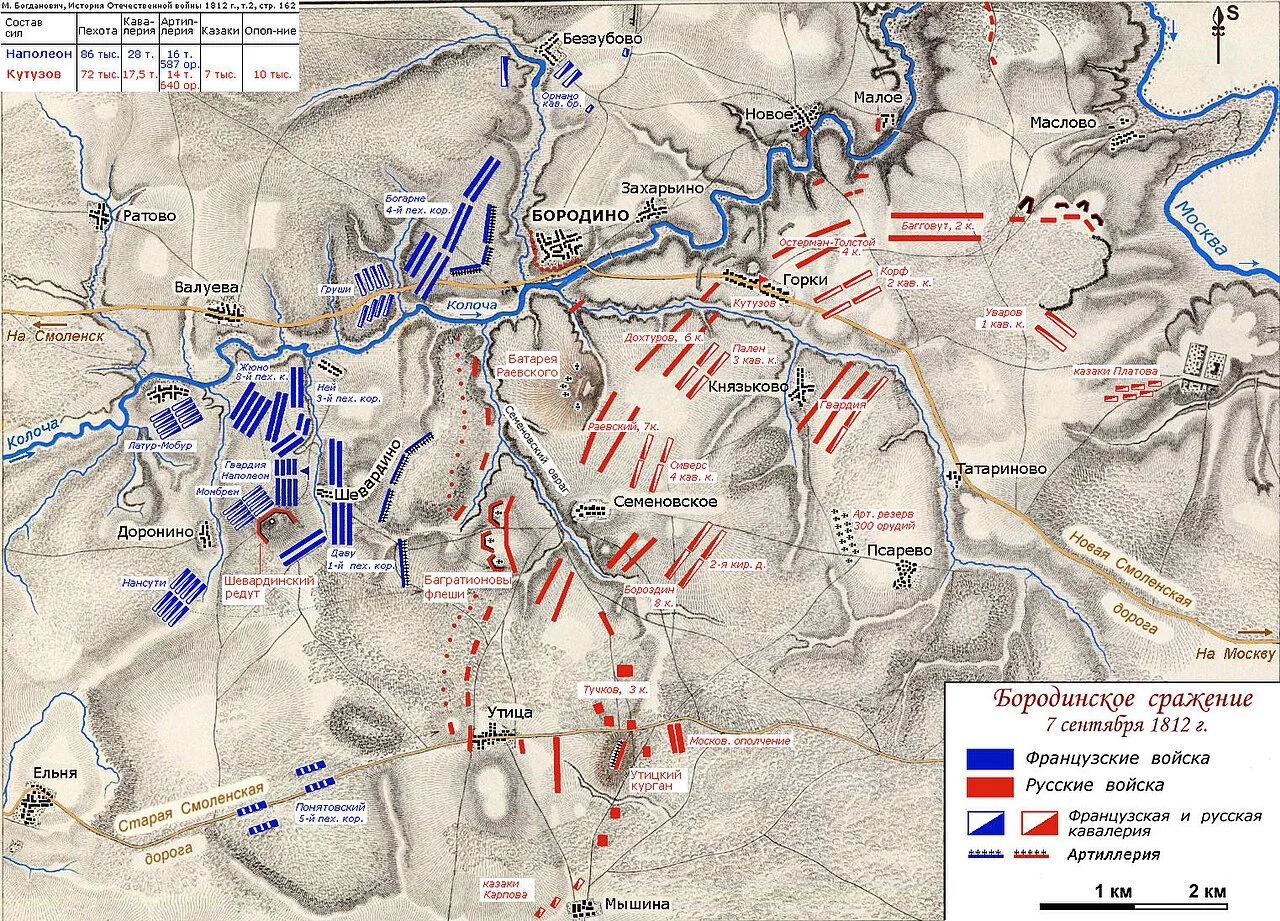 М. Богданович, История Отечественной войны 1812 г., т.2, стр. 162
Состав сил Пехота Кава-лерия Артил-лерия Казаки Ополч-ние
Наполеон 86 тыс. 28 т. 16 т. 587 ор.
Кутузов 72 тыс. 17,5 т. 14 т. 640 ор. 7 тыс. 10 тыс.
S
Беззубово
Орнано
кав. бр.
Новое
Малое
Маслово
Москва
Ратово
Богарне
4-й пех. кор.
БОРОДИНО
Захарьино
Багговут, 2 к.
Остерман-Толстой
4 к.
Корф
2 кав. к.
Валуева
Груши
Колоча
Горки
Кутузов
Уваров
1 кав. к.
На Смоленск
Дохтуров, 6 к.
Пален
3 кав. к.
Батарея
Раевского
Князьково
казаки Платова
Жюно
8-й пех. к.
Ней
3-й пех. кор.
Гвардия
Колоча
Латур-Мобур
Семеновский овраг
Раевский, 7к.
Сиверс
4 кав. к.
Гвардия
Наполеон
Монбрен
Шевардино
Татариново
Семеновское
Арт. резерв
300 орудий
Доронино
Псарево
Даву
1-й пех. кор.
Нансути
Шевардинский
редут
Багратионовы
флеши
2-я кир. д.
Бороздин
8 к.
Новая Смоленская
дорога
На Москву
Тучков, 3 к.
Утица
Москов. ополчение
Утицкий
курган
Ельня
Старая Смоленская
дорога
Понятовский
5-й пех. кор.
казаки
Карпова
Мышина
Бородинское сражение
7 сентября 1812 г.
Французские войска
Русские войска
Французская и русская
кавалерия
Артиллерия
1 км 2 км